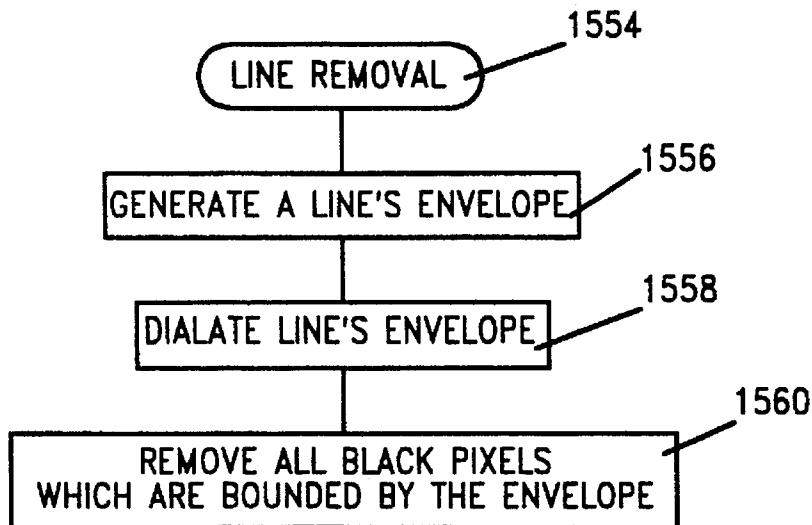 1554
LINE REMOVAL
1556
GENERATE A LINE'S ENVELOPE
1558
DIALATE LINE'S ENVELOPE
1560
REMOVE ALL BLACK PIXELS
WHICH ARE BOUNDED BY THE ENVELOPE